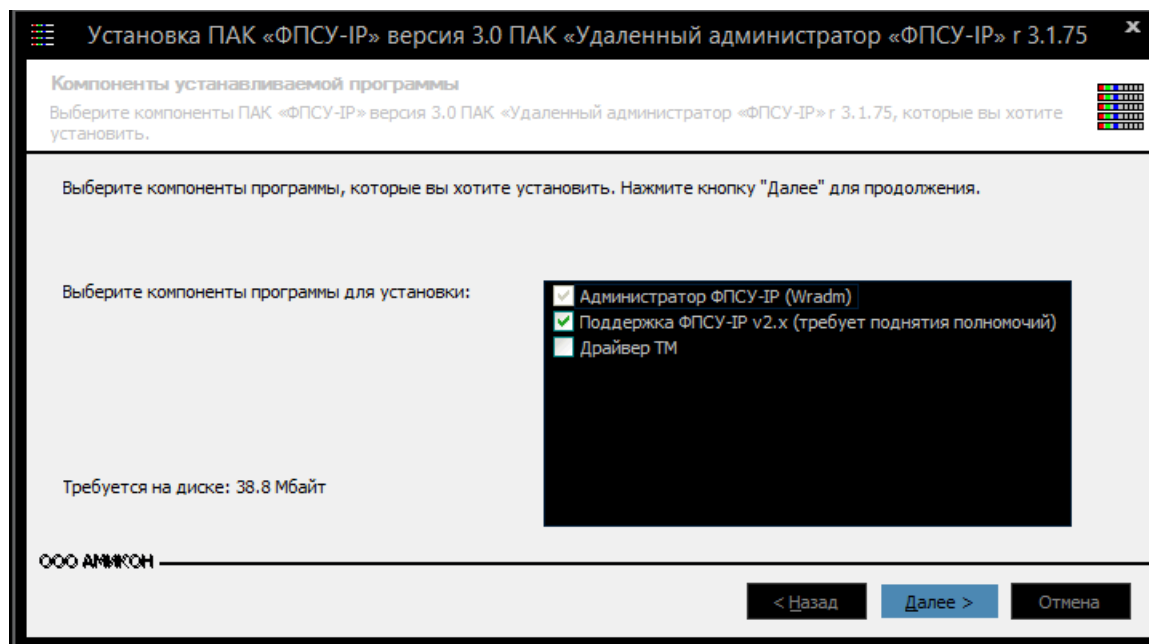 Установка ПАК «ФПСУ-IP» версия 3.0 ПАК «Удаленный администратор «ФПСУ-IP» r 3.1.75
x
Компоненты устанавливаемой программы
Выберите компоненты ПАК «ФПСУ-IP» версия 3.0 ПАК «Удаленный администратор «ФПСУ-IP» r 3.1.75, которые вы хотите
установить.
Выберите компоненты программы, которые вы хотите установить. Нажмите кнопку "Далее" для продолжения.
Выберите компоненты программы для установки:
Администратор ФПСУ-IP (Wradm)
Поддержка ФПСУ-IP v2.x (требует поднятия полномочий)
Драйвер ТМ
Требуется на диске: 38.8 Мбайт
ООО АМИКОН
< Назад
Далее >
Отмена